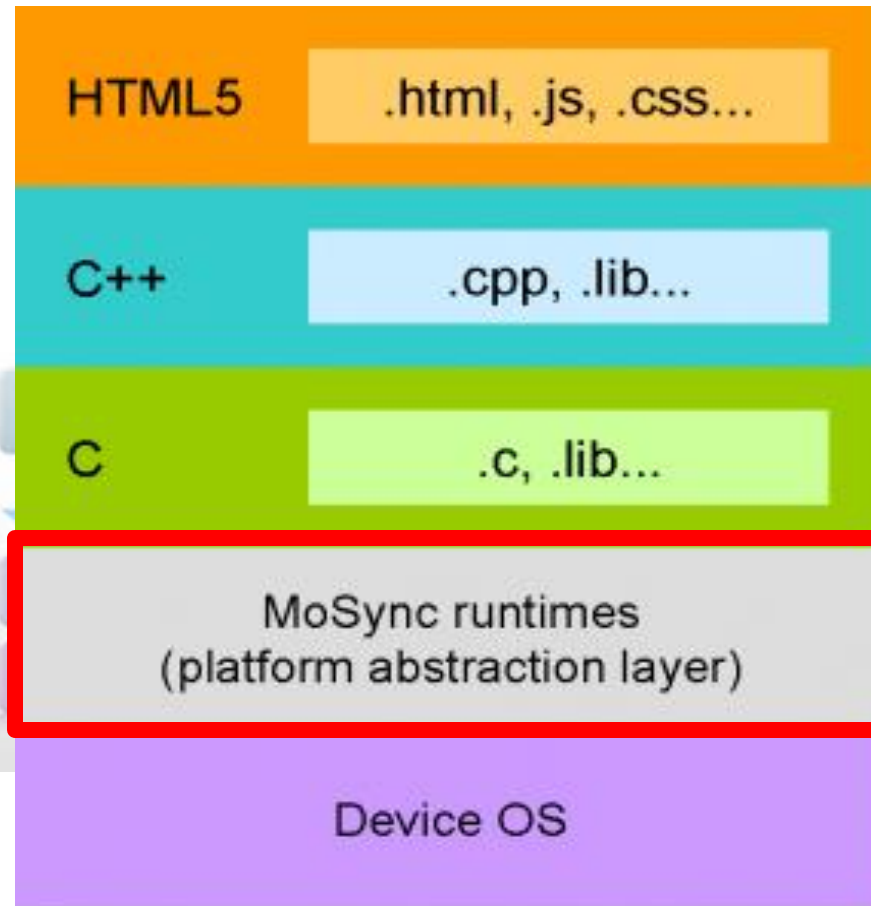 HTML5 .html, .js, .css...
C++ .cpp, .lib...
C .c, .lib...
MoSync runtimes
(platform abstraction layer)
Device OS